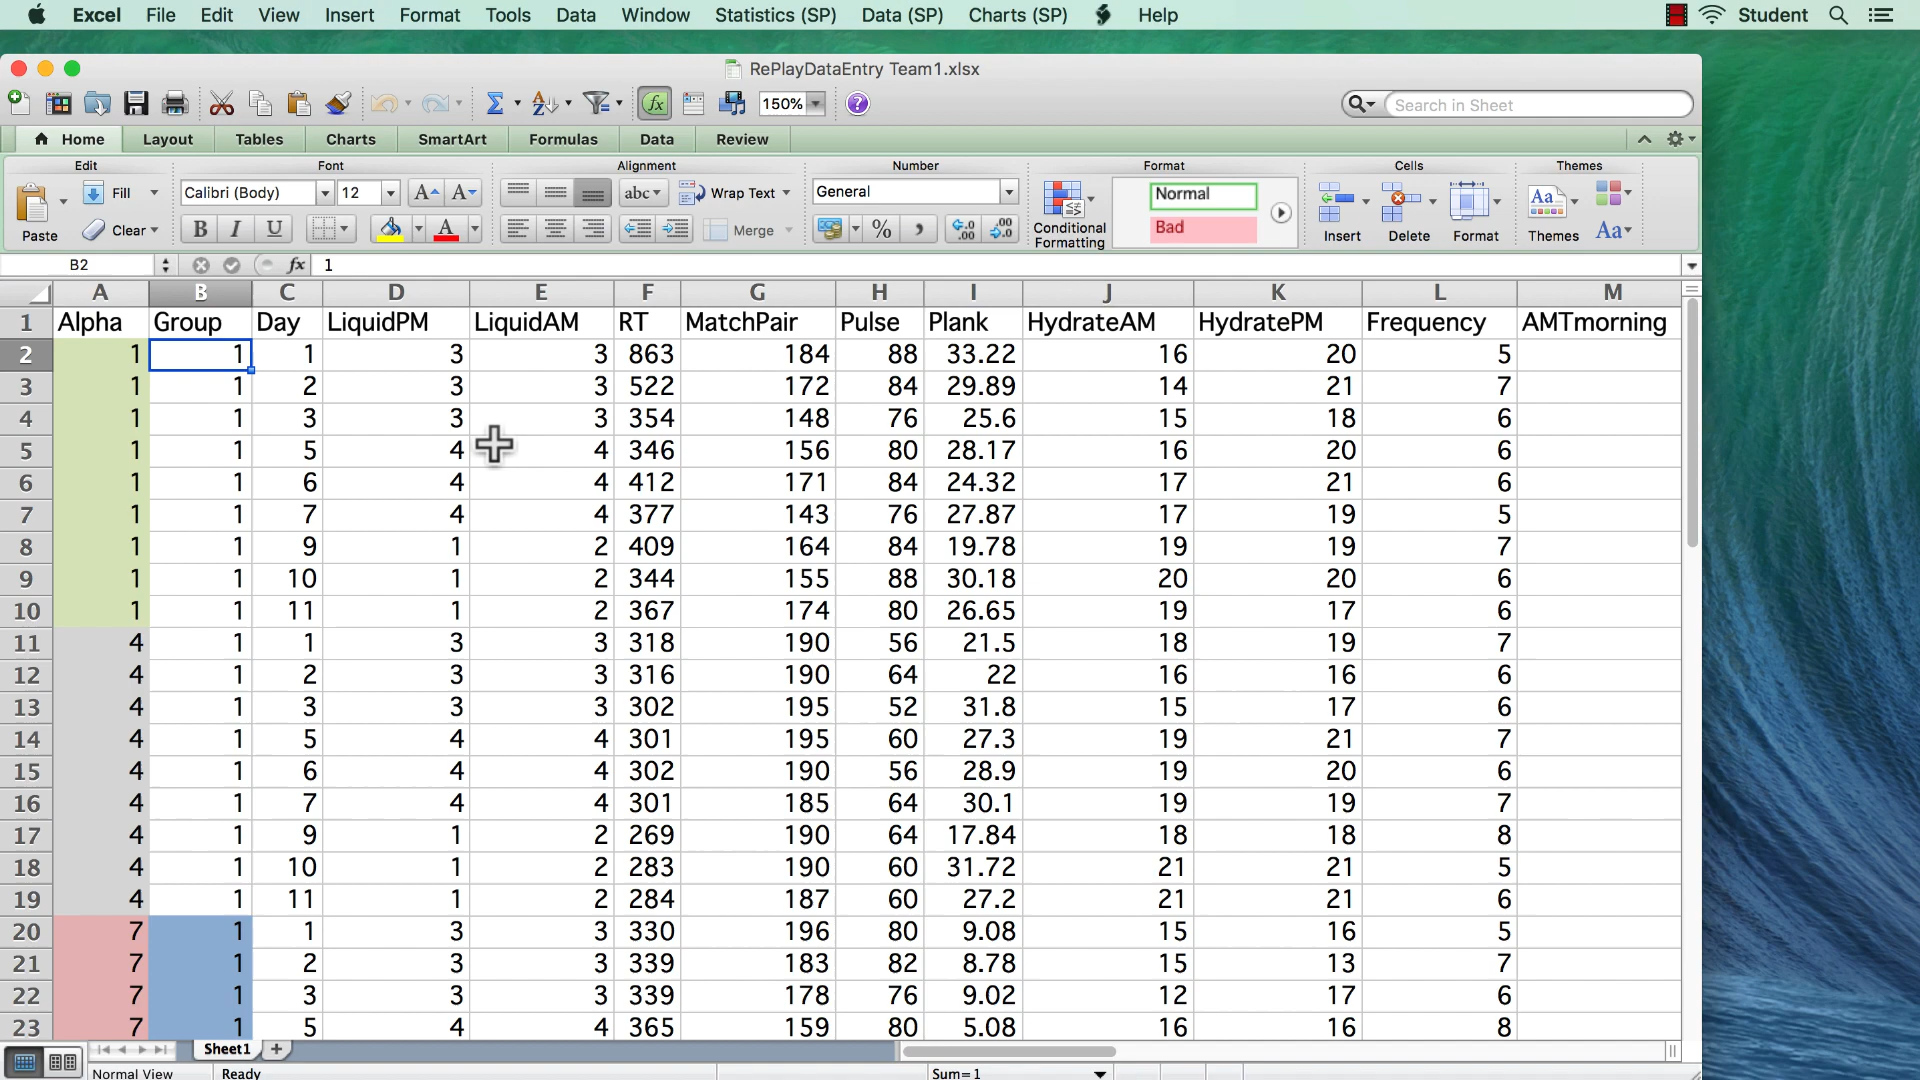 Excel File Edit View Insert Format Tools Data Window Statistics (SP) Data (SP) Charts (SP) Help Student
RePlayDataEntry Team1.xlsx
150% Search in Sheet
Home Layout Tables Charts SmartArt Formulas Data Review
Edit Font Alignment Number Format Cells Themes
Fill Calibri (Body) 12 abc Wrap Text General Normal
Paste Clear B I U A Merge % Conditional Formatting Bad Insert Delete Format Themes Aa
B2 fx 1
A B C D E F G H I J K L M
1 Alpha Group Day LiquidPM LiquidAM RT MatchPair Pulse Plank HydrateAM HydratePM Frequency AMTmorning
2 1 1 1 3 3 863 184 88 33.22 16 20 5
3 1 1 2 3 3 522 172 84 29.89 14 21 7
4 1 1 3 3 3 354 148 76 25.6 15 18 6
5 1 1 5 4 4 346 156 80 28.17 16 20 6
6 1 1 6 4 4 412 171 84 24.32 17 21 6
7 1 1 7 4 4 377 143 76 27.87 17 19 5
8 1 1 9 1 2 409 164 84 19.78 19 19 7
9 1 1 10 1 2 344 155 88 30.18 20 20 6
10 1 1 11 1 2 367 174 80 26.65 19 17 6
11 4 1 1 3 3 318 190 56 21.5 18 19 7
12 4 1 2 3 3 316 190 64 22 16 16 6
13 4 1 3 3 3 302 195 52 31.8 15 17 6
14 4 1 5 4 4 301 195 60 27.3 19 21 7
15 4 1 6 4 4 302 190 56 28.9 19 20 6
16 4 1 7 4 4 301 185 64 30.1 19 19 7
17 4 1 9 1 2 269 190 64 17.84 18 18 8
18 4 1 10 1 2 283 190 60 31.72 21 21 5
19 4 1 11 1 2 284 187 60 27.2 21 21 6
20 7 1 1 3 3 330 196 80 9.08 15 16 5
21 7 1 2 3 3 339 183 82 8.78 15 13 7
22 7 1 3 3 3 339 178 76 9.02 12 17 6
23 7 1 5 4 4 365 159 80 5.08 16 16 8
Sheet1
Normal View Ready Sum=1